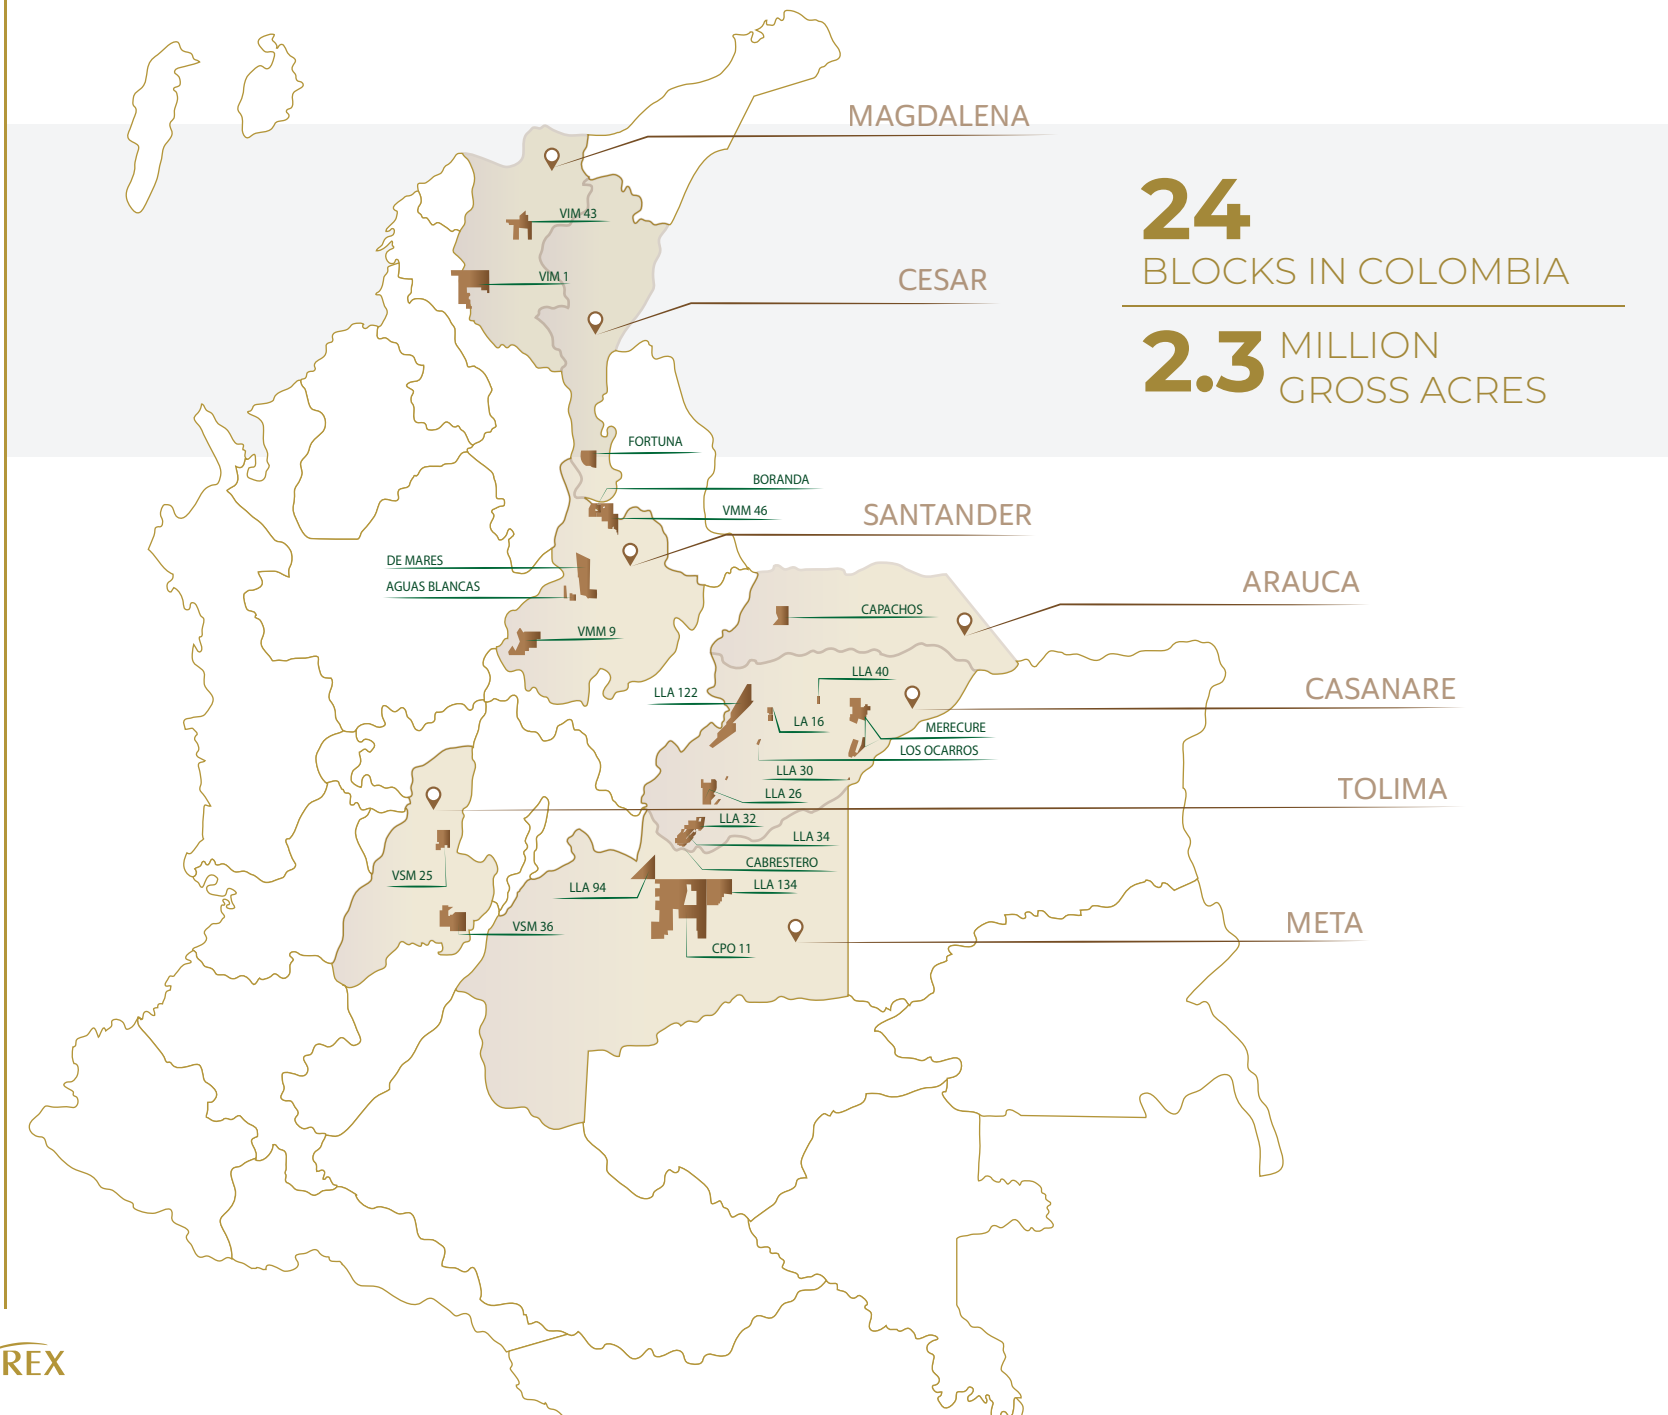 MAGDALENA
24
BLOCKS IN COLOMBIA
VIM 43
VIM 1
CESAR
2.3 MILLION
GROSS ACRES
FORTUNA
BORANDA
VMM 46
SANTANDER
DE MARES
AGUAS BLANCAS
VMM 9
ARAUCA
CAPACHOS
LLA 40
CASANARE
LLA 122
LA 16
MERECURE
LOS OCARROS
LLA 30
LLA 26
TOLIMA
LLA 32
LLA 34
CABRESTERO
VSM 25
LLA 94
LLA 134
VSM 36
META
CPO 11
REX